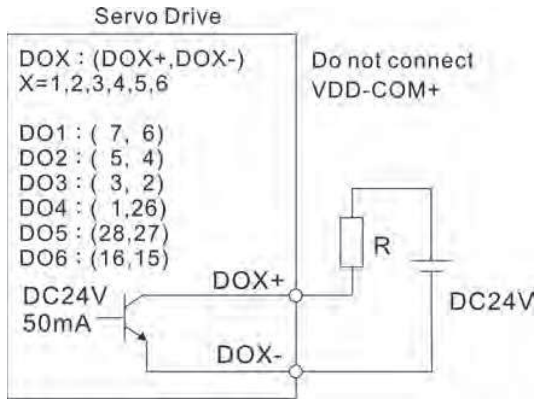 Servo Drive
DOX : (DOX+,DOX-)
X=1,2,3,4,5,6
Do not connect
VDD-COM+
DO1 : ( 7, 6)
DO2 : ( 5, 4)
DO3 : ( 3, 2)
DO4 : ( 1,26)
DO5 : (28,27)
DO6 : (16,15)
DC24V
50mA
DOX+
DOX-
R
DC24V